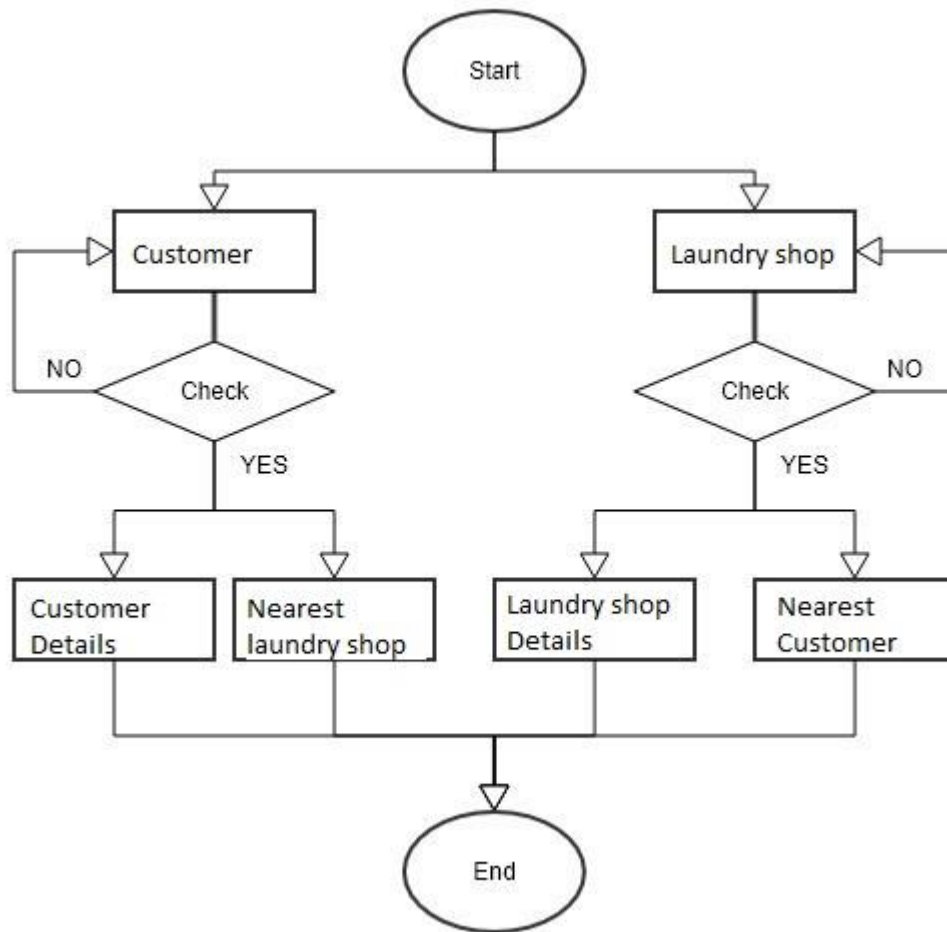 Start
Customer
Laundry shop
NO
Check
Check
NO
YES
YES
Customer
Details
Nearest
laundry shop
Laundry shop
Details
Nearest
Customer
End